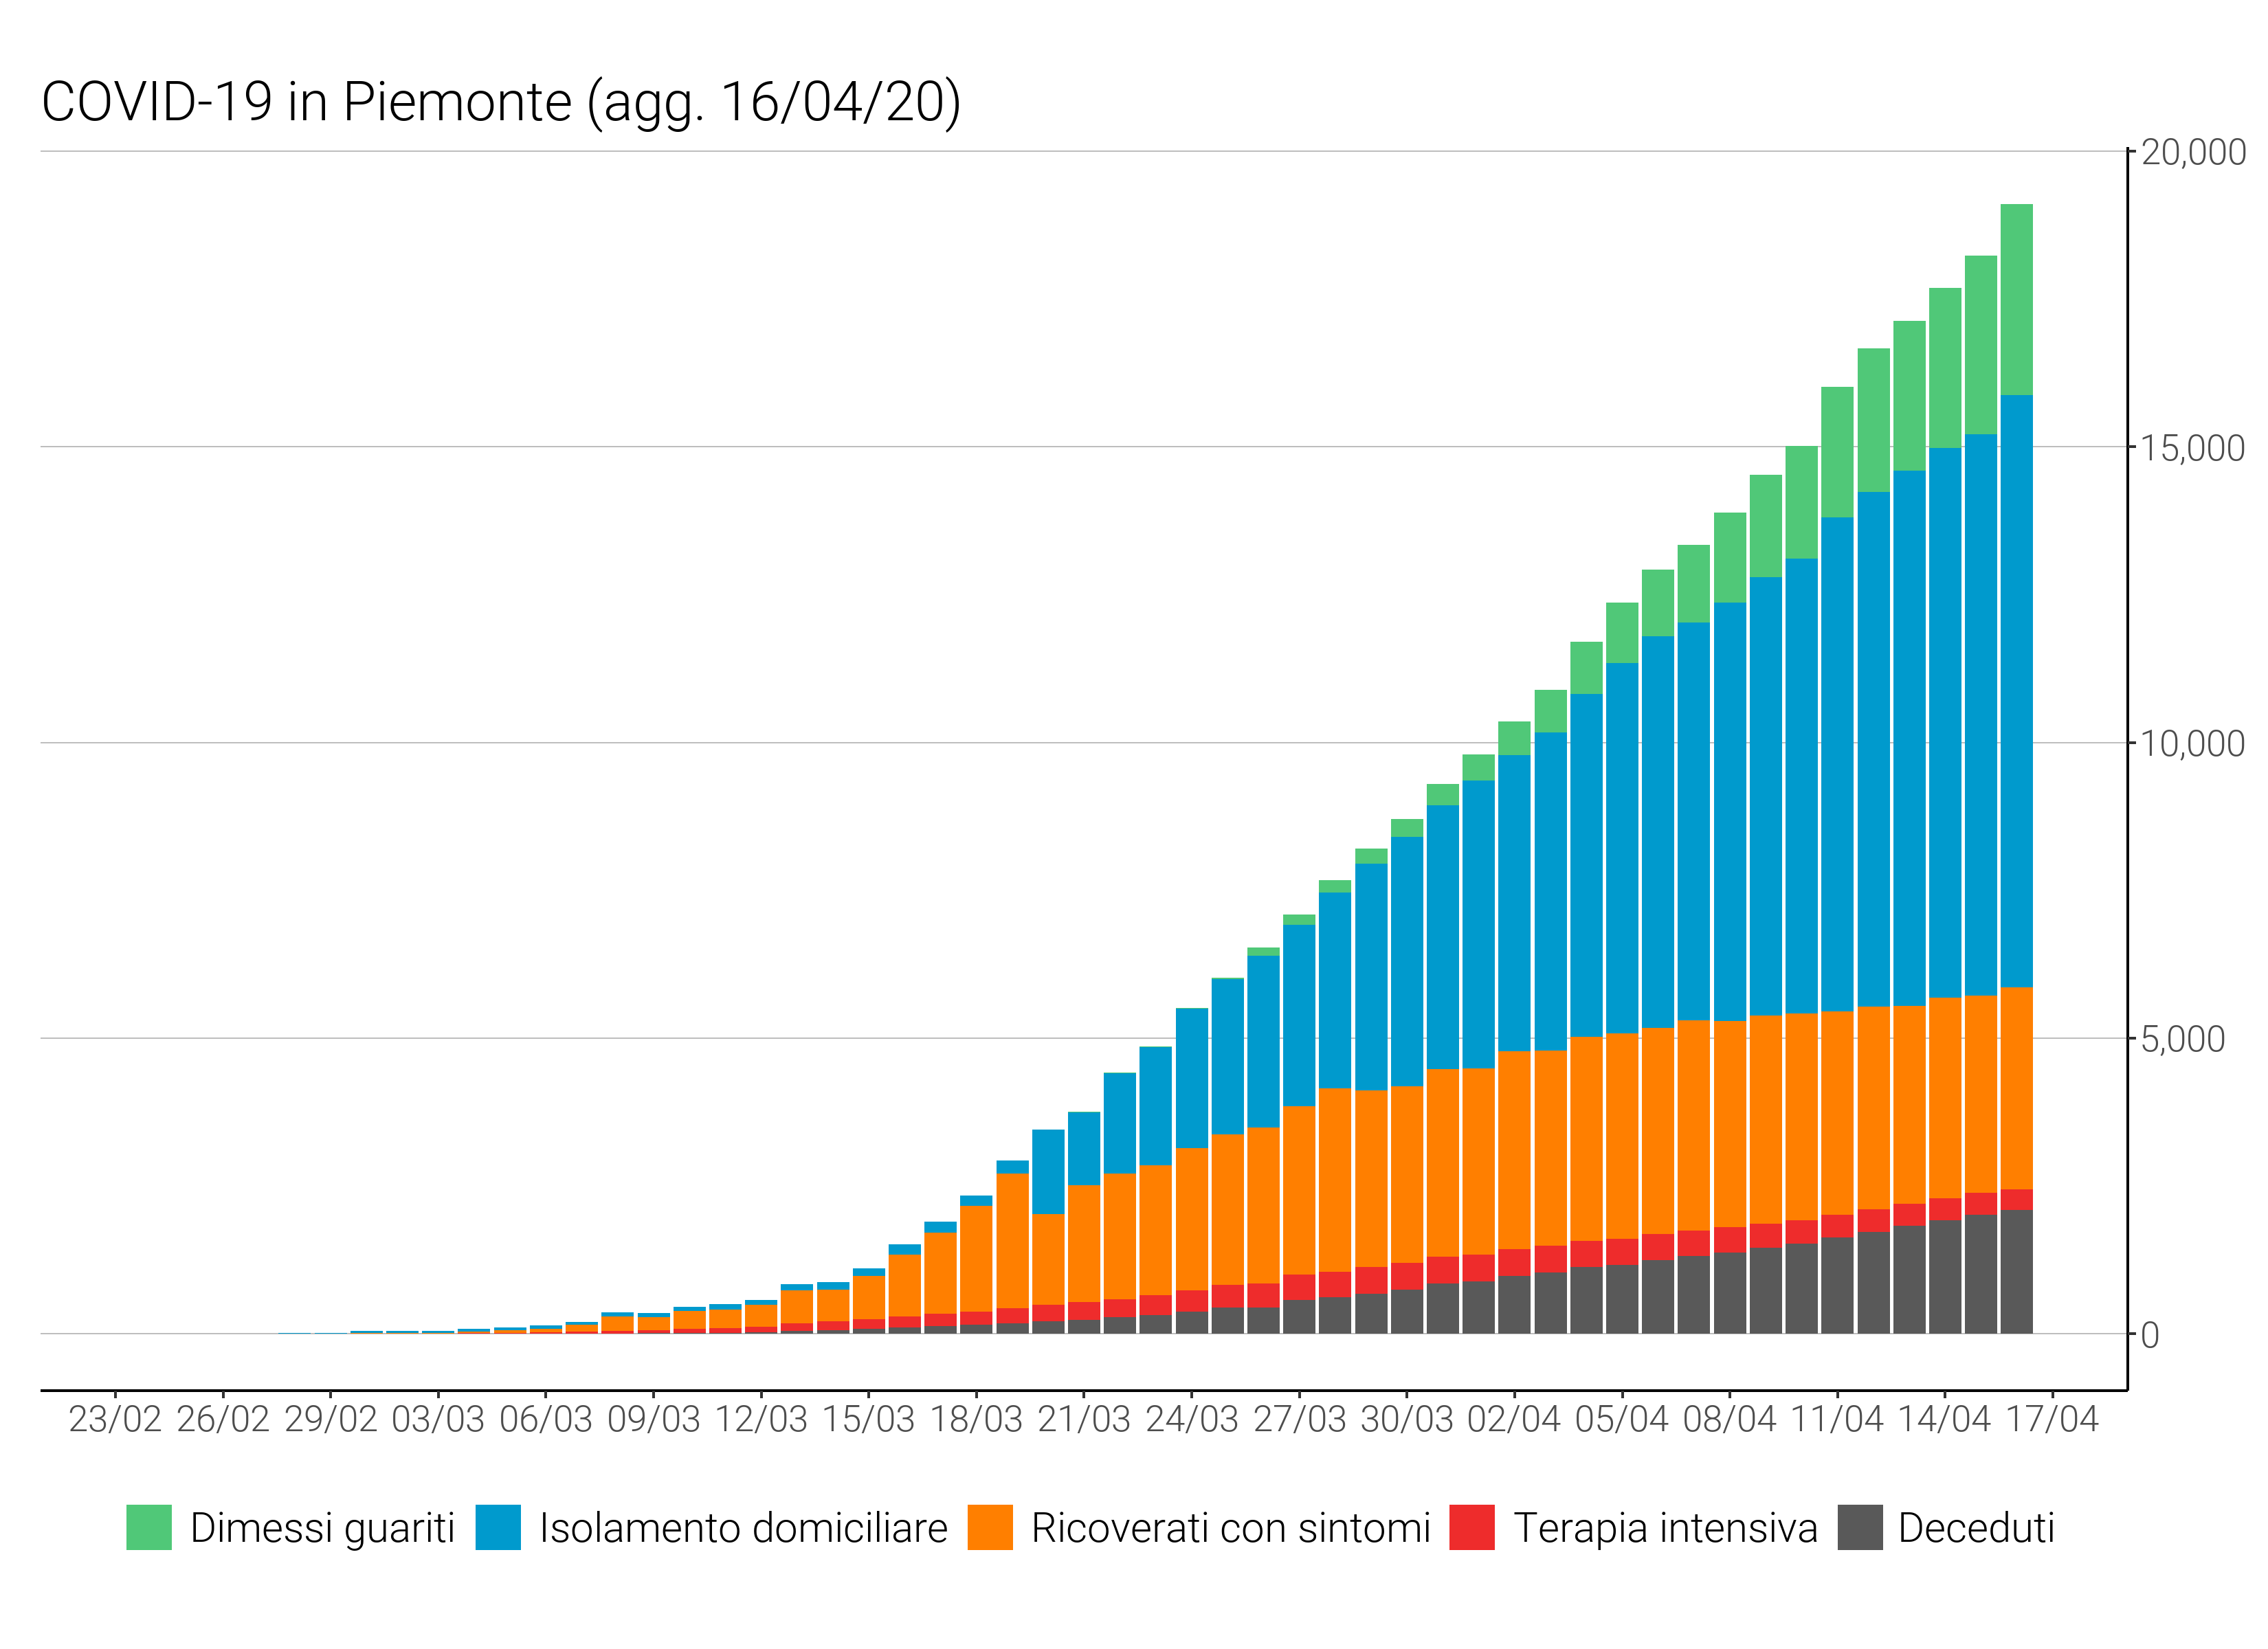 COVID-19 in Piemonte (agg. 16/04/20)
20,000
15,000
10,000
5,000
0
23/02 26/02 29/02 03/03 06/03 09/03 12/03 15/03 18/03 21/03 24/03 27/03 30/03 02/04 05/04 08/04 11/04 14/04 17/04
Dimessi guariti Isolamento domiciliare Ricoverati con sintomi Terapia intensiva Deceduti